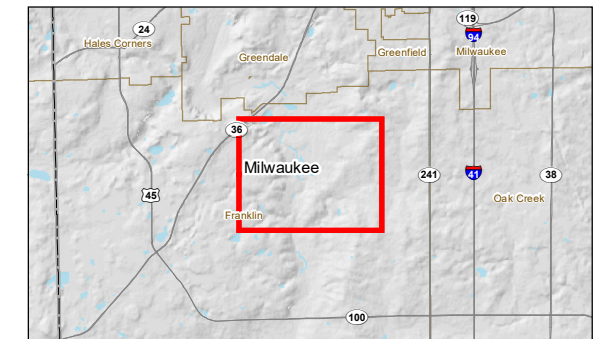 119
24
94
Hales Corners
Greenfield
Milwaukee
Greendale
36
Milwaukee
241
41
38
45
Oak Creek
Franklin
100